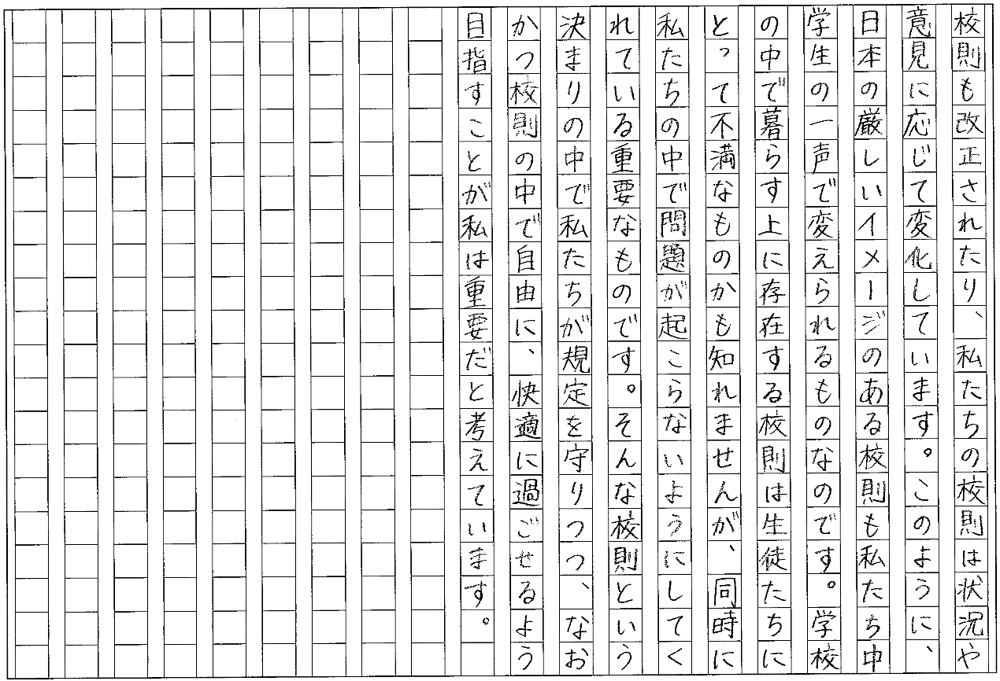 校則も改正されたり、私たちの校則は状況や
意見に応じて変化しています。このように、
日本の厳しいイメージのある校則も私たち中
学生の一声で変えられるものなのです。学校
の中で暮らす上に存在する校則は生徒たちに
とって不満なものかも知れませんが、同時に
私たちの中で問題が起こらないようにしてく
れている重要なものです。そんな校則という
決まりの中で私たちが規定を守りつつ、なお
かつ校則の中で自由に、快適に過ごせるよう
目指すことが私は重要だと考えています。